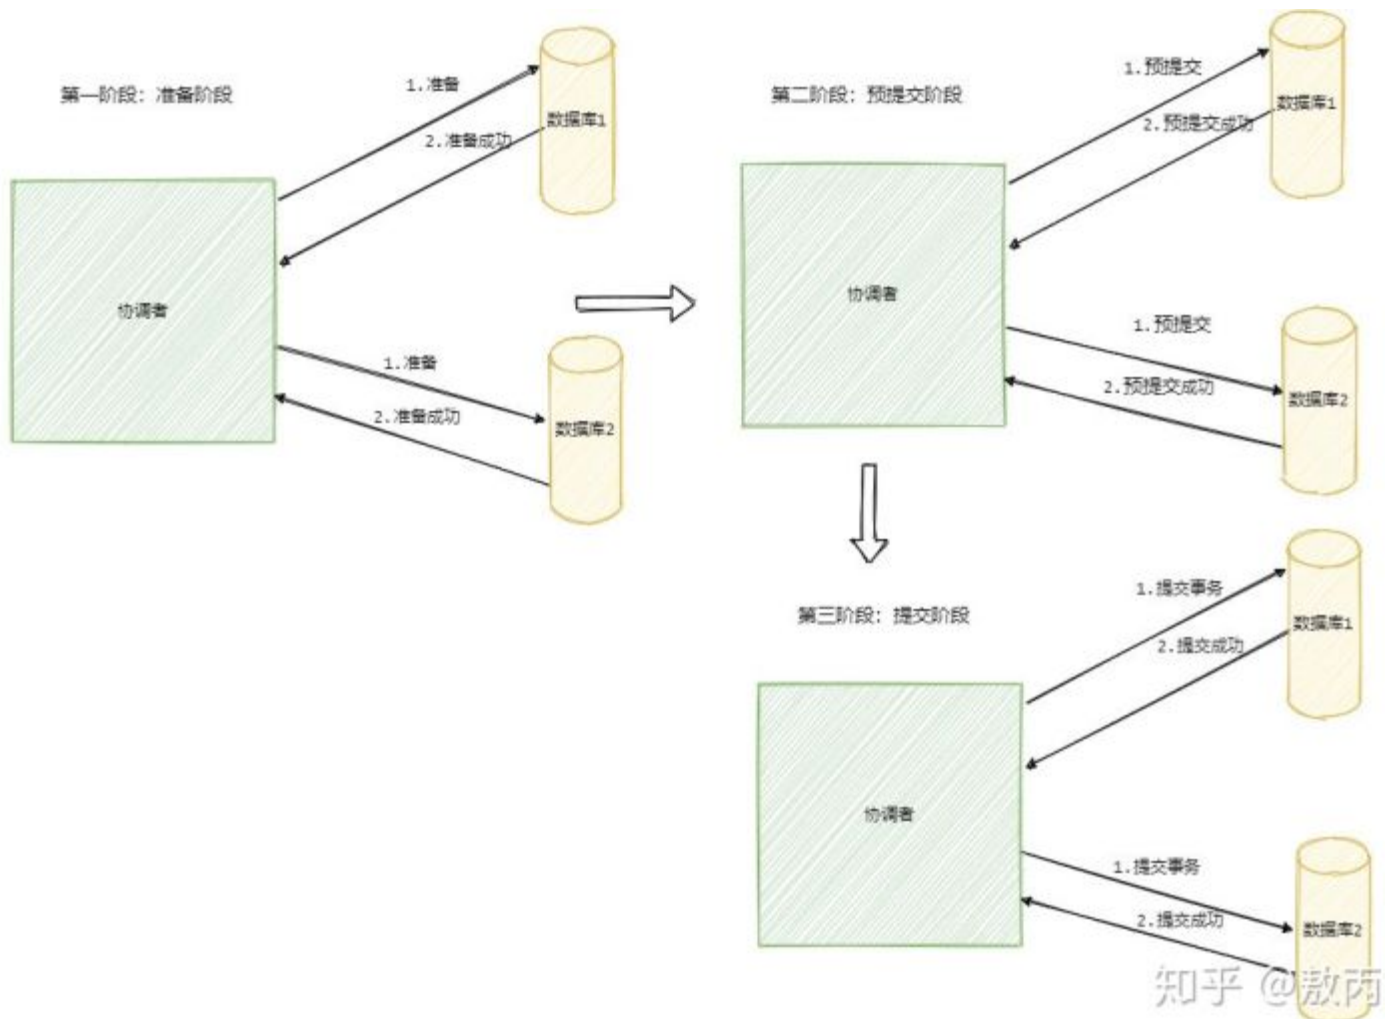 第一阶段：准备阶段
1.准备
数据库1
2.准备成功
协调者
1.准备
2.准备成功
数据库2
第二阶段：预提交阶段
1.预提交
数据库1
2.预提交成功
协调者
1.预提交
2.预提交成功
数据库2
第三阶段：提交阶段
1.提交事务
数据库1
2.提交成功
协调者
1.提交事务
2.提交成功
数据库2
知乎 @敖丙